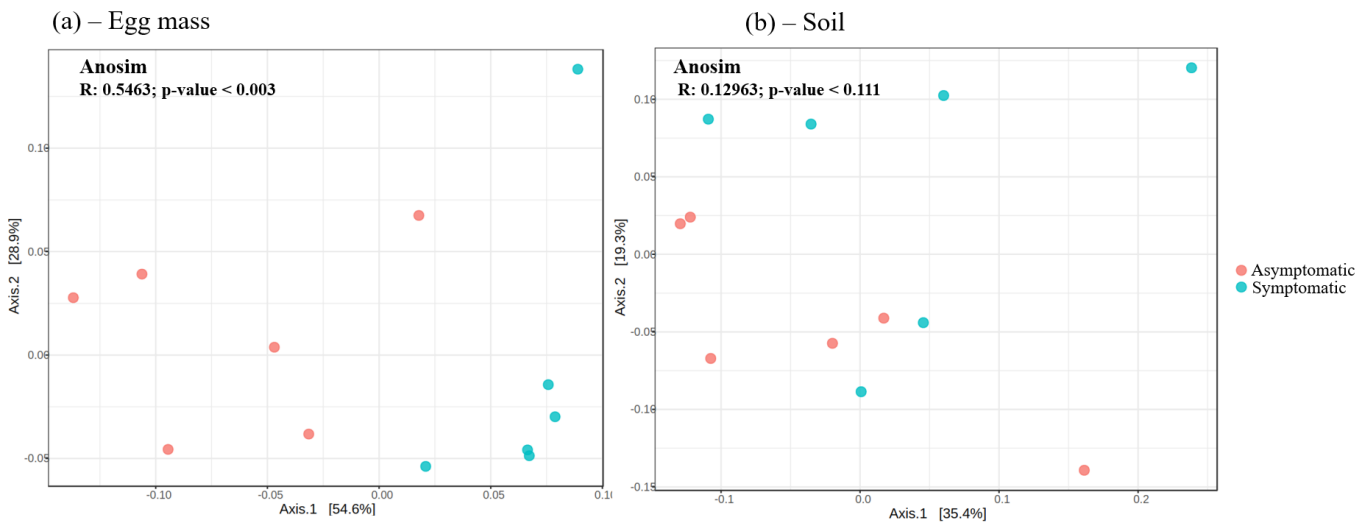 (a) – Egg mass
Anosim
R: 0.5463; p-value < 0.003
0.10
0.05
0.00
-0.05
Axis.2 [28.9%]
-0.10
-0.05
0.00
0.05
0.10
Axis.1 [54.6%]
(b) – Soil
Anosim
R: 0.12963; p-value < 0.111
0.10
0.05
0.00
-0.05
-0.10
-0.15
Axis.2 [19.3%]
-0.1
0.0
0.1
0.2
Axis.1 [35.4%]
Asymptomatic
Symptomatic